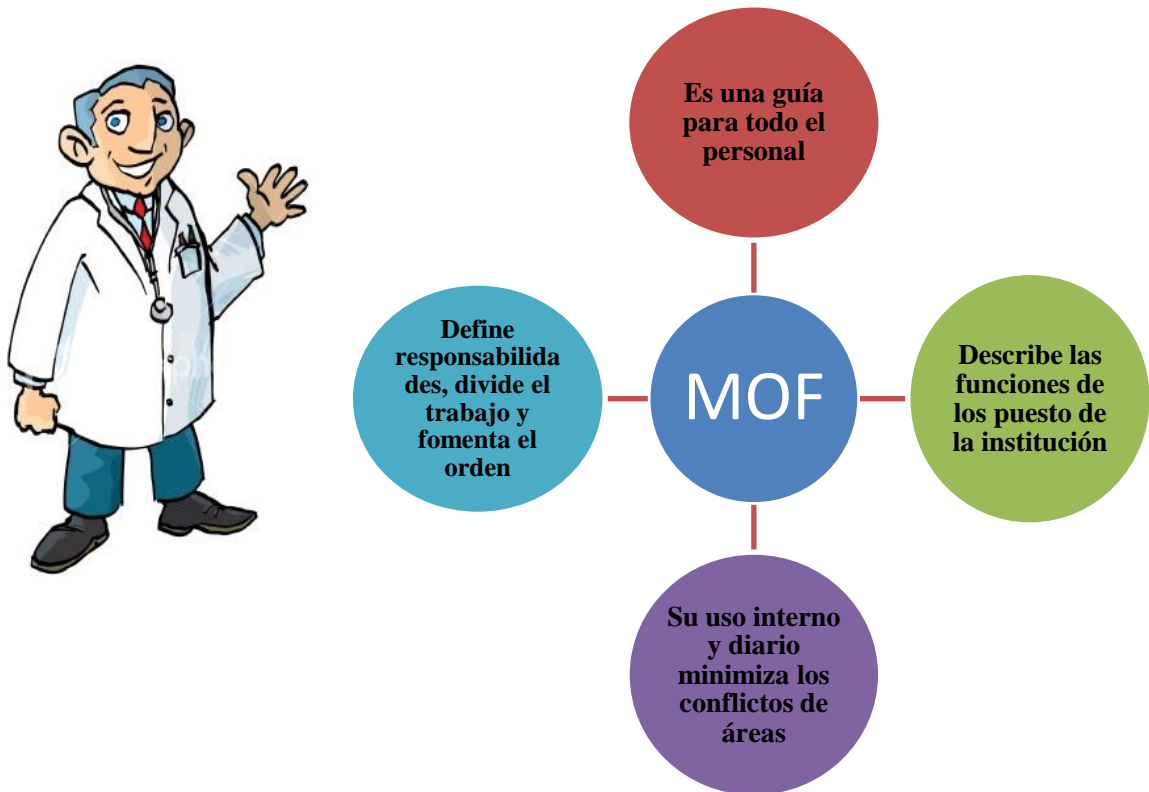 Es una guía
para todo el
personal
Define
responsabilida
des, divide el
trabajo y
fomenta el
orden
MOF
Describe las
funciones de
los puesto de
la institución
Su uso interno
y diario
minimiza los
conflictos de
áreas